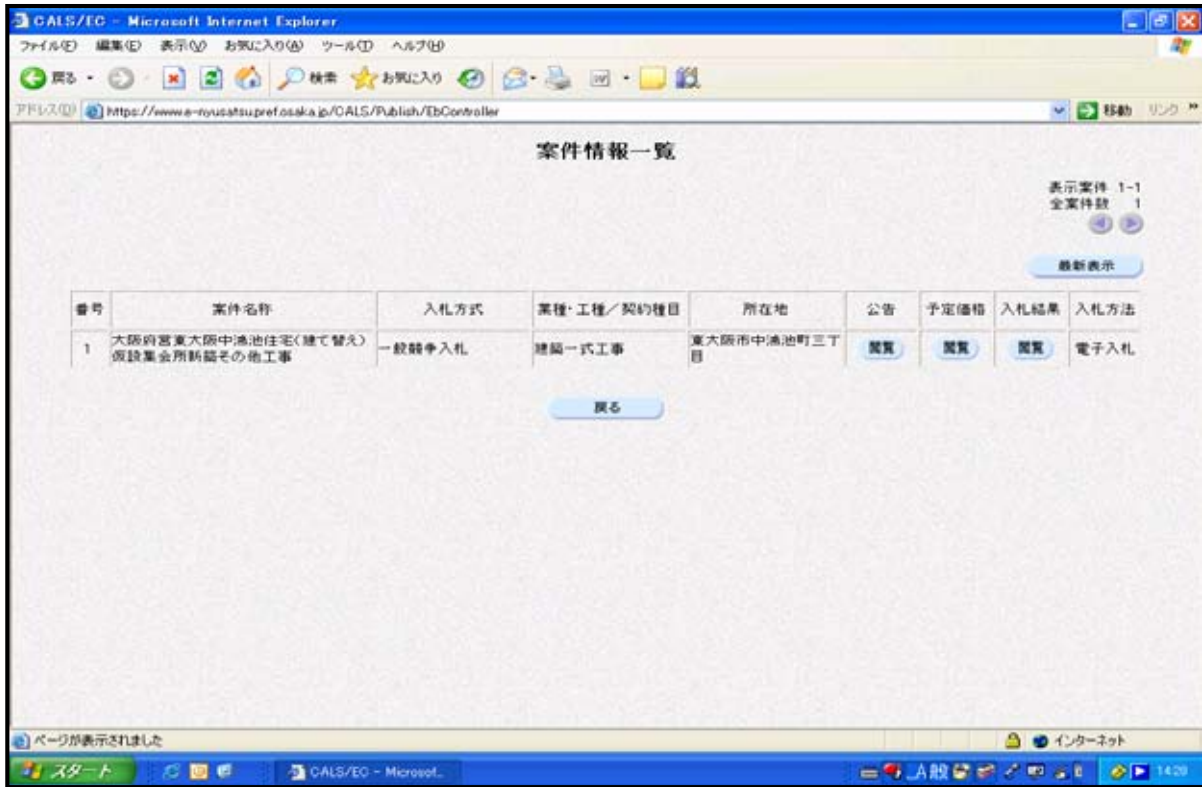 CALS/EC - Microsoft Internet Explorer
ファイル(F) 編集(E) 表示(V) お気に入り(A) ツール(T) ヘルプ(H)
戻る 検索 お気に入り
アドレス(D) https://www.e-nyusatsu.pref.osaka.jp/CALS/Publish/EbController 移動 リンク »
案件情報一覧
表示案件 1-1
全案件数 1
最新表示
番号 案件名称 入札方式 業種・工種/契約種目 所在地 公告 予定価格 入札結果 入札方法
1 大阪府営東大阪中鴻池住宅(建て替え)仮設集会所新築その他工事 一般競争入札 建築一式工事 東大阪市中鴻池町三丁目 閲覧 閲覧 閲覧 電子入札
戻る
ページが表示されました インターネット
スタート CALS/EC - Microsof... A 般 14:20